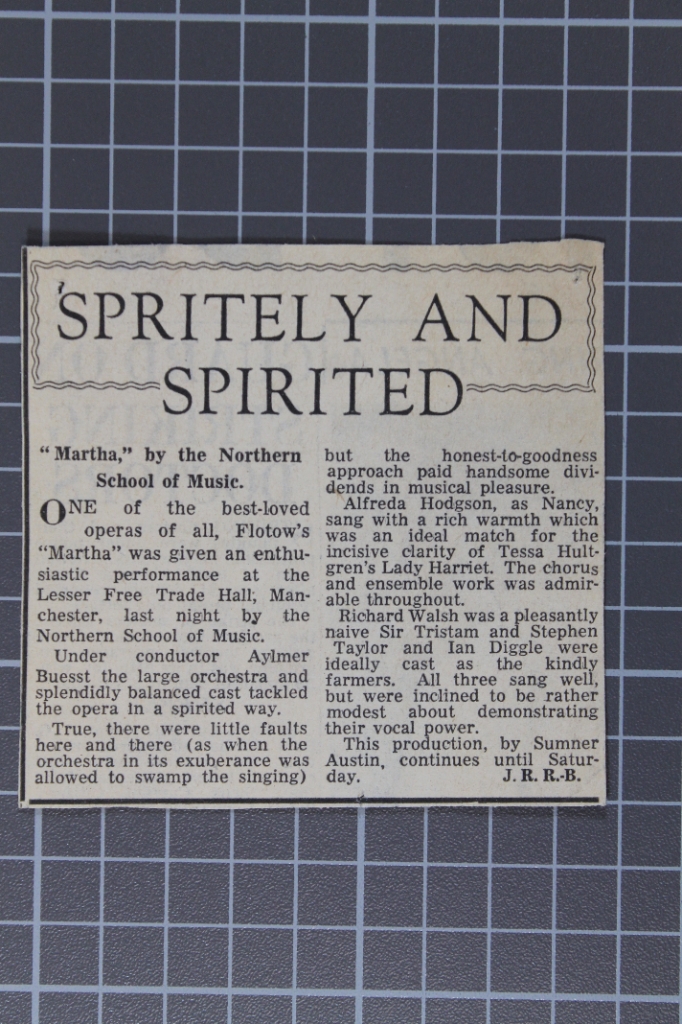 'SPRITELY AND
SPIRITED
"Martha," by the Northern
School of Music.
ONE of the best-loved
operas of all, Flotow's
"Martha" was given an enthu-
siastic performance at the
Lesser Free Trade Hall, Man-
chester, last night by the
Northern School of Music.
Under conductor Aylmer
Buesst the large orchestra and
splendidly balanced cast tackled
the opera in a spirited way.
True, there were little faults
here and there (as when the
orchestra in its exuberance was
allowed to swamp the singing)
but the honest-to-goodness
approach paid handsome divi-
dends in musical pleasure.
Alfreda Hodgson, as Nancy,
sang with a rich warmth which
was an ideal match for the
incisive clarity of Tessa Hult-
gren's Lady Harriet. The chorus
and ensemble work was admir-
able throughout.
Richard Walsh was a pleasantly
naive Sir Tristam and Stephen
Taylor and Ian Diggle were
ideally cast as the kindly
farmers. All three sang well,
but were inclined to be rather
modest about demonstrating
their vocal power.
This production, by Sumner
Austin, continues until Satur-
day. J. R. R.-B.